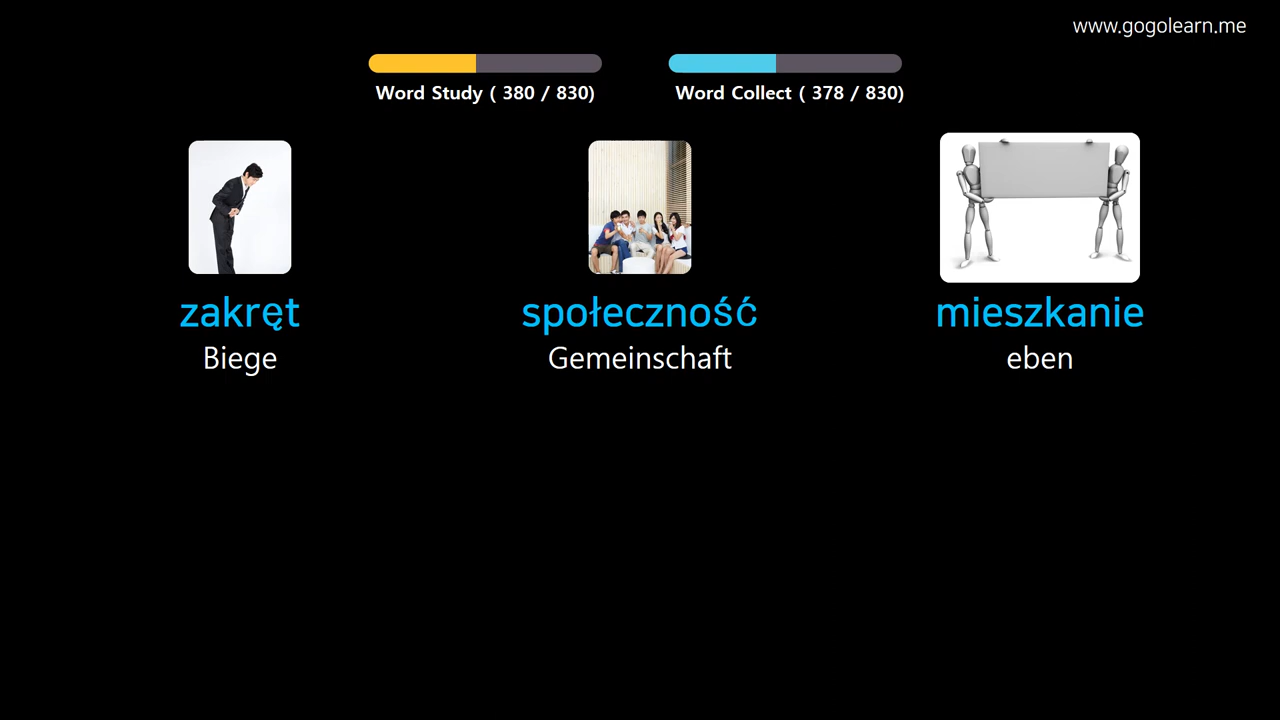 www.gogolearn.me
Word Study ( 380 / 830)
Word Collect ( 378 / 830)
zakręt
Biege
społeczność
Gemeinschaft
mieszkanie
eben